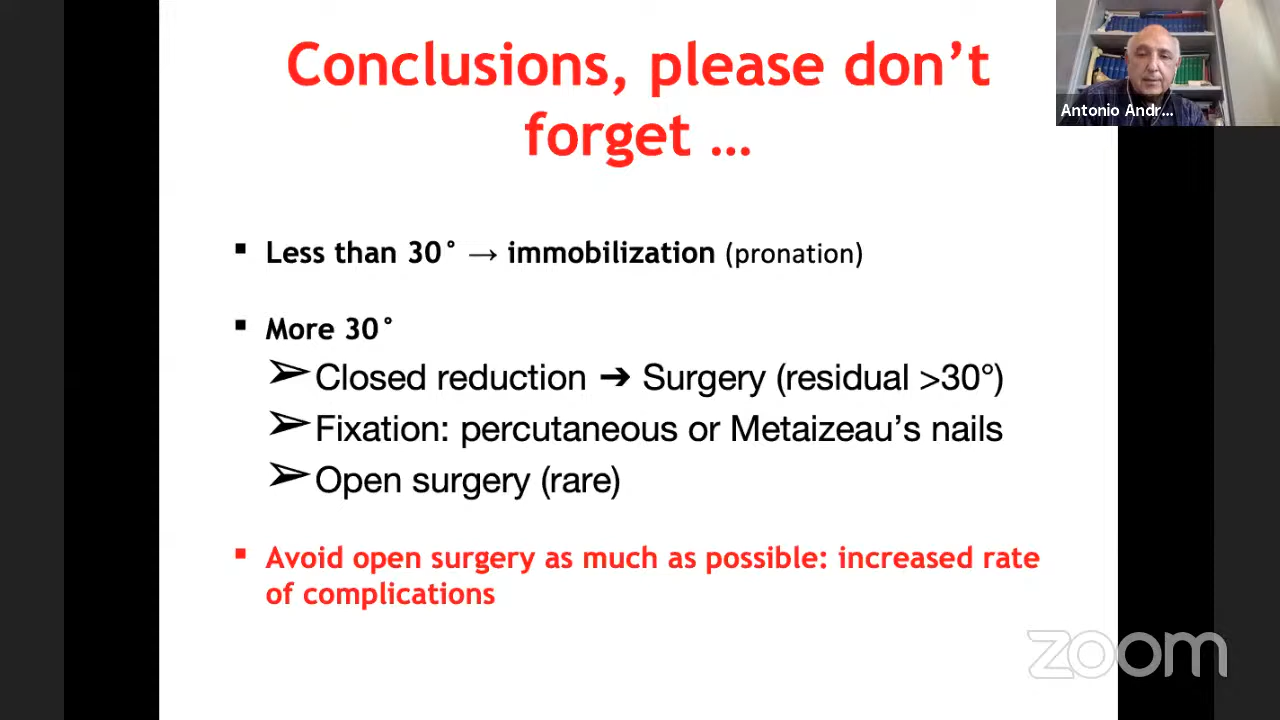 Conclusions, please don’t
forget …
Antonio Andr...
▪ Less than 30° → immobilization (pronation)
▪ More 30°
➢ Closed reduction ➔ Surgery (residual >30°)
➢ Fixation: percutaneous or Metaizeau’s nails
➢ Open surgery (rare)
▪ Avoid open surgery as much as possible: increased rate
of complications
zoom